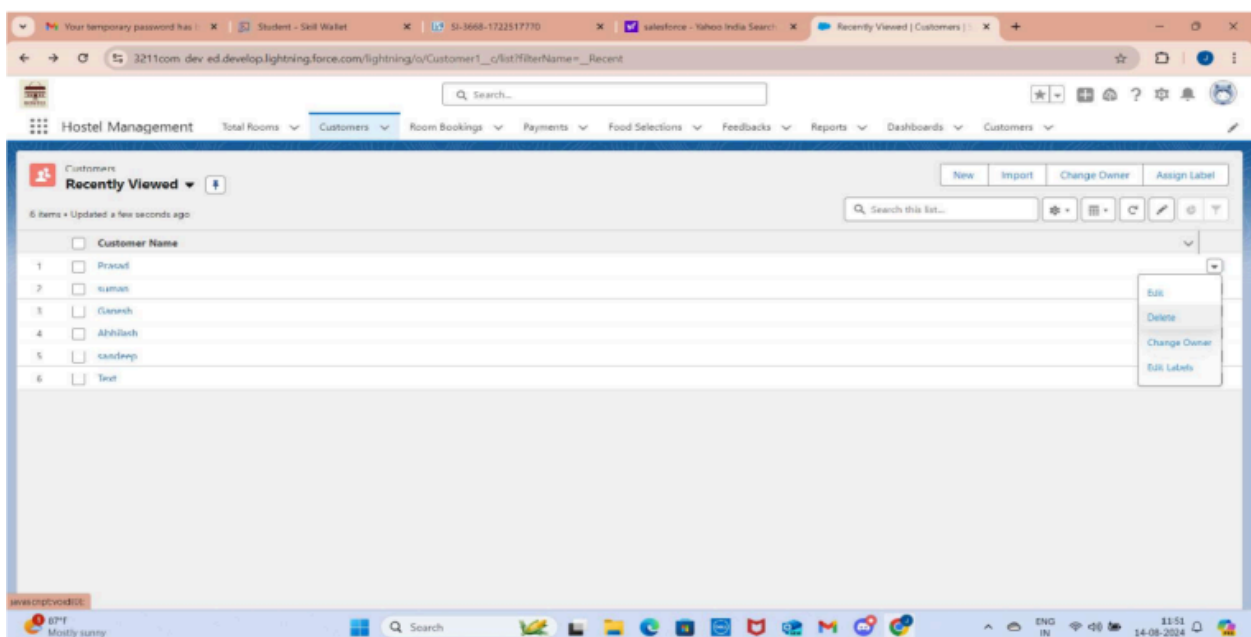 Your temporary password has
Student - Skill Wallet
SI-3668-1722517770
salesforce - Yahoo India Search
Recently Viewed | Customers |
3211com dev ed.develop.lightning.force.com/lightning/o/Customer1__c/list?filterName=__Recent
Search...
Hostel Management Total Rooms Customers Room Bookings Payments Food Selections Feedbacks Reports Dashboards Customers
Customers
Recently Viewed
New Import Change Owner Assign Label
6 items • Updated a few seconds ago
Search this list...
Customer Name
1 Prasad
2 suman
3 Ganesh
4 Abhilash
5 sandeep
6 Text
Edit
Delete
Change Owner
Edit Labels
87°F
Mostly sunny
Search
ENG
IN
11:51
14-08-2024